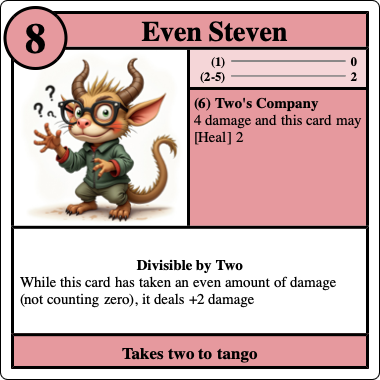 8
Even Steven
(1) 0
(2-5) 2
(6) Two's Company
4 damage and this card may
[Heal] 2
? ? ?
Divisible by Two
While this card has taken an even amount of damage
(not counting zero), it deals +2 damage
Takes two to tango